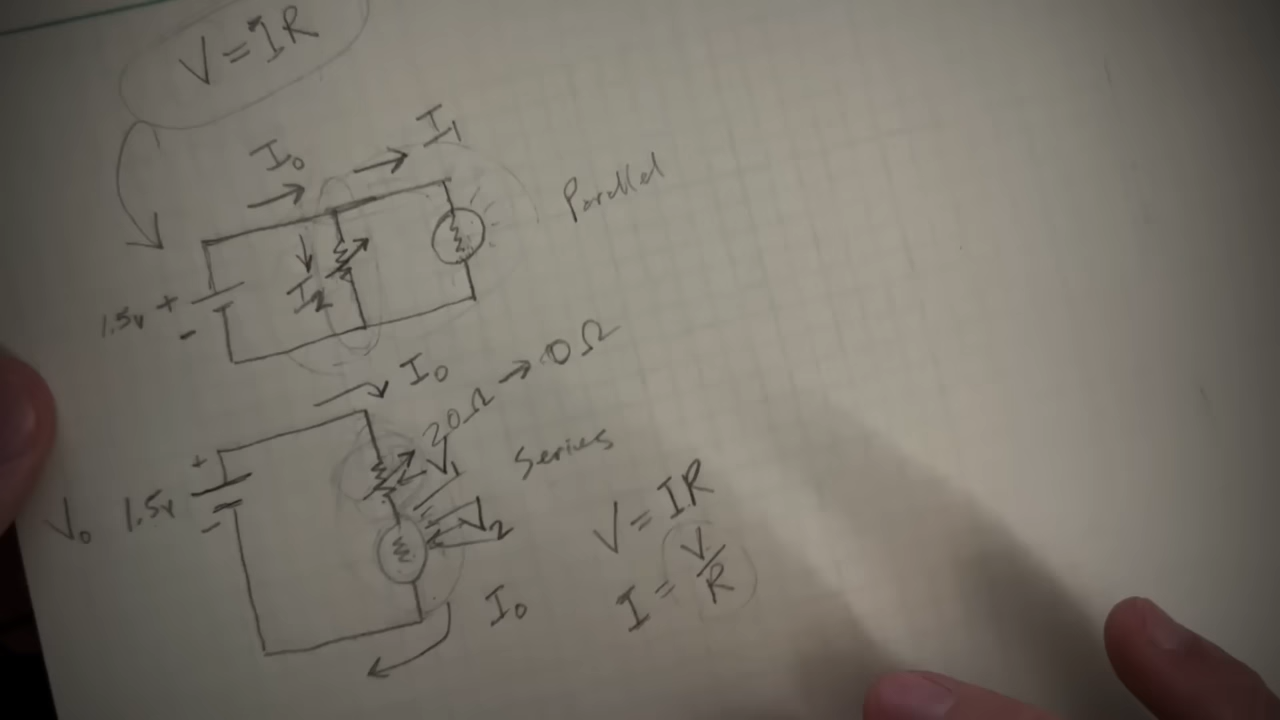 V = IR
I₀
I₁
Parallel
I₂
1.5v + -
I₀
20Ω → 0Ω
Series
V₁
V₀ 1.5v + -
V₂
V = IR
I = V/R
I₀